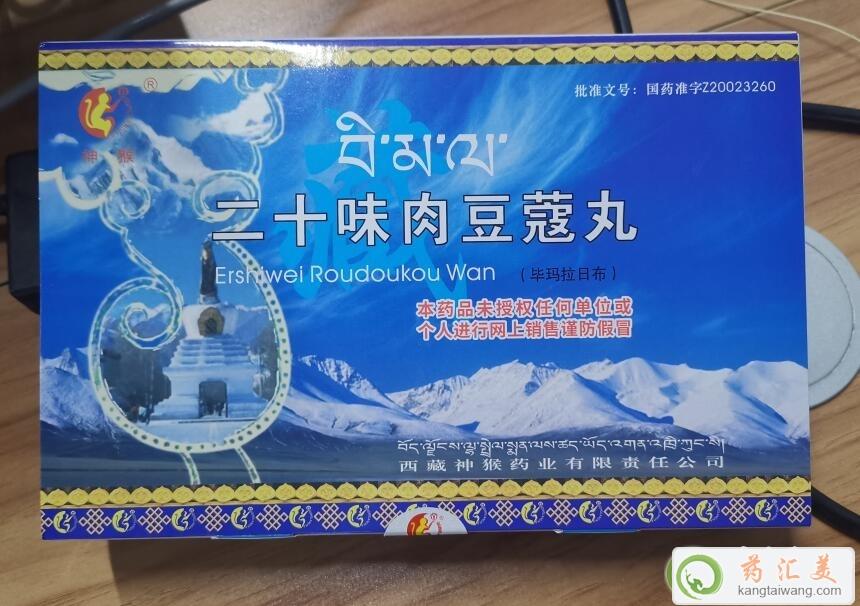 批准文号：国药准字Z20023260
®
神猴
བི་མ་ལ་
藏
二十味肉豆蔻丸
Ershiwei Roudoukou Wan （毕玛拉日布）
本药品未授权任何单位或
个人进行网上销售谨防假冒
西藏神猴药业有限责任公司
药汇美
kangtaiwang.com